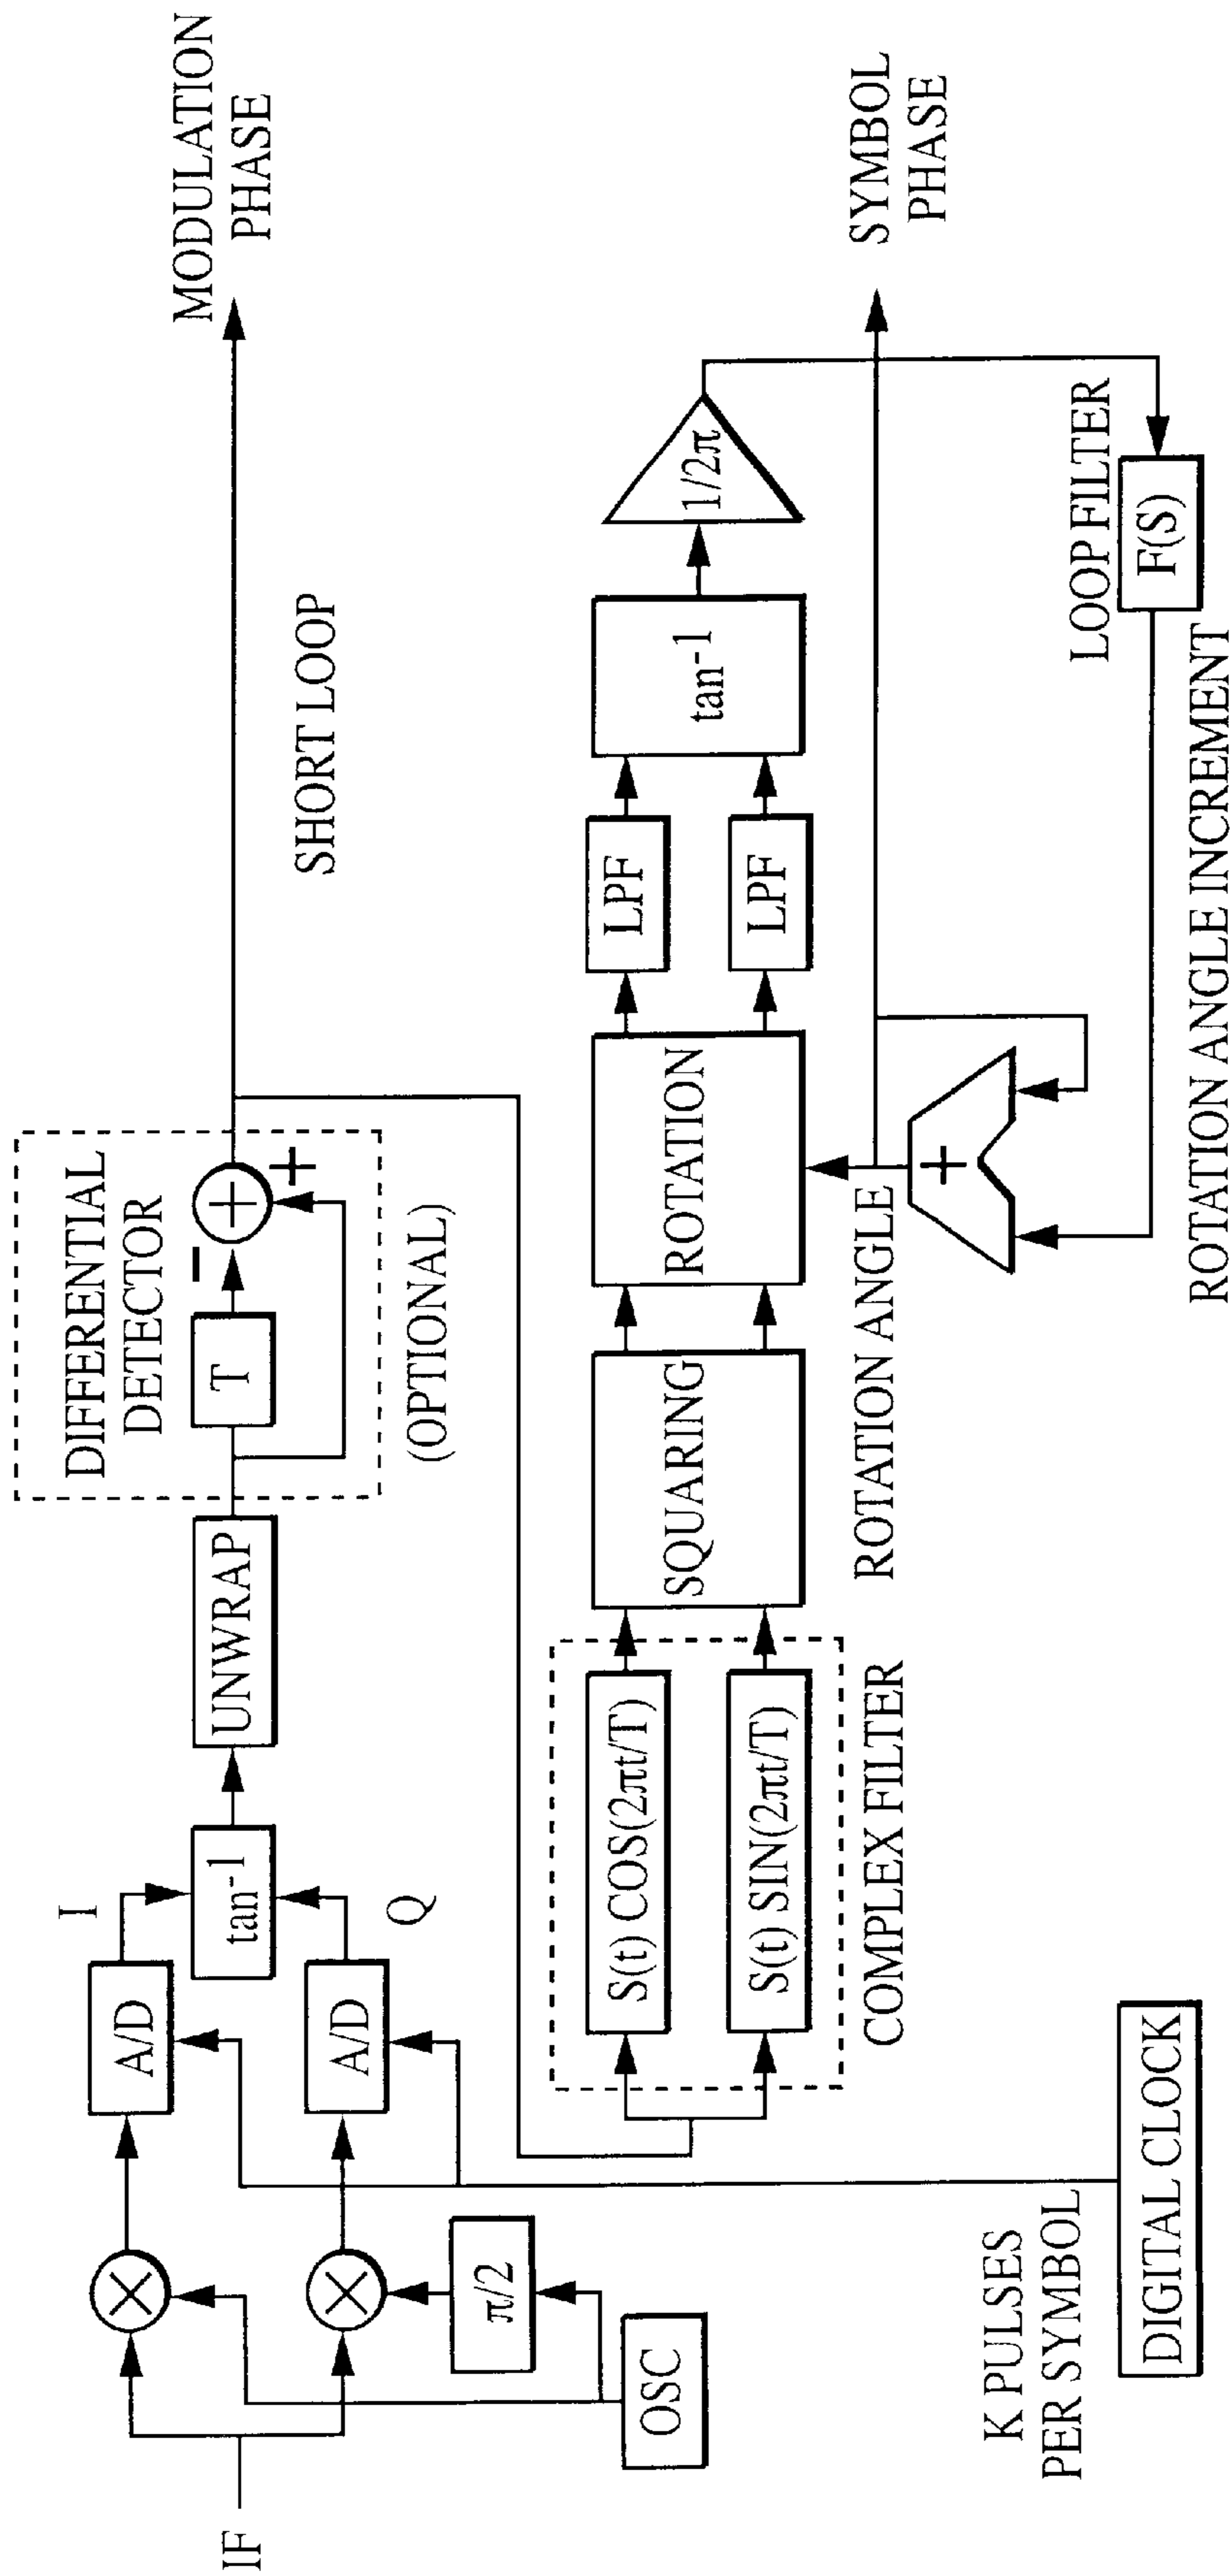 IF
OSC
π/2
A/D
A/D
I
Q
tan⁻¹
UNWRAP
DIFFERENTIAL
DETECTOR
T
−
+
+
(OPTIONAL)
SHORT LOOP
MODULATION
PHASE
K PULSES
PER SYMBOL
DIGITAL CLOCK
S(t) COS(2πt/T)
S(t) SIN(2πt/T)
COMPLEX FILTER
SQUARING
ROTATION
ROTATION ANGLE
+
LPF
LPF
tan⁻¹
1/2π
SYMBOL
PHASE
LOOP FILTER
F(S)
ROTATION ANGLE INCREMENT